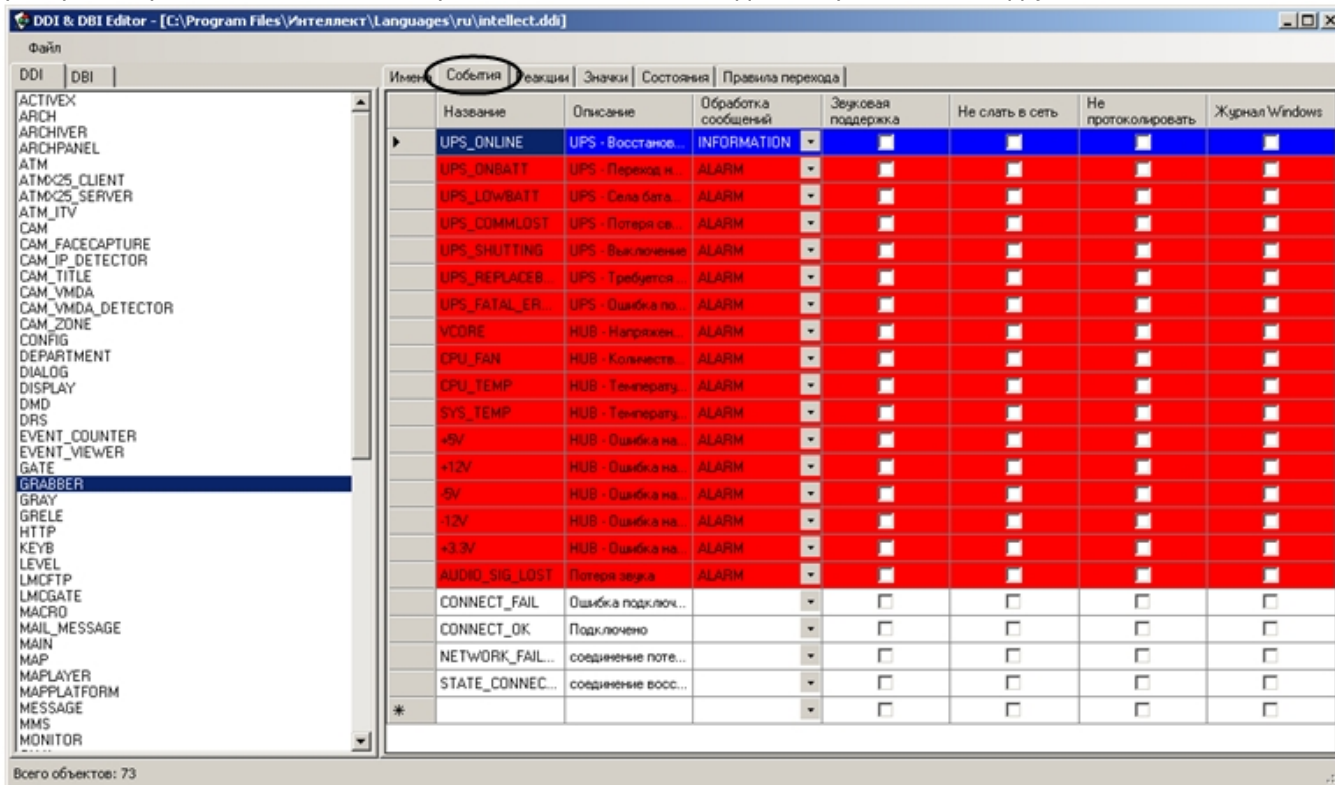 DDI & DBI Editor - [C:\Program Files\Интеллект\Languages\ru\intellect.ddi]
Файл
DDI DBI
ACTIVEX
ARCH
ARCHIVER
ARCHPANEL
ATM
ATMX25_CLIENT
ATMX25_SERVER
ATM_ITV
CAM
CAM_FACECAPTURE
CAM_IP_DETECTOR
CAM_TITLE
CAM_VMDA
CAM_VMDA_DETECTOR
CAM_ZONE
CONFIG
DEPARTMENT
DIALOG
DISPLAY
DMD
DRS
EVENT_COUNTER
EVENT_VIEWER
GATE
GRABBER
GRAY
GRELE
HTTP
KEYB
LEVEL
LMCFTP
LMCGATE
MACRO
MAIL_MESSAGE
MAIN
MAP
MAPLAYER
MAPPLATFORM
MESSAGE
MMS
MONITOR
Имена События Реакции Значки Состояния Правила перехода
Название Описание Обработка сообщений Звуковая поддержка Не слать в сеть Не протоколировать Журнал Windows
UPS_ONLINE UPS - Восстанов... INFORMATION
UPS_ONBATT UPS - Переход н... ALARM
UPS_LOWBATT UPS - Села бата... ALARM
UPS_COMMLOST UPS - Потеря св... ALARM
UPS_SHUTTING UPS - Выключение ALARM
UPS_REPLACEB... UPS - Требуется ... ALARM
UPS_FATAL_ER... UPS - Ошибка по... ALARM
VCORE HUB - Напряжен... ALARM
CPU_FAN HUB - Количеств... ALARM
CPU_TEMP HUB - Температу... ALARM
SYS_TEMP HUB - Температу... ALARM
+5V HUB - Ошибка на... ALARM
+12V HUB - Ошибка на... ALARM
-5V HUB - Ошибка на... ALARM
-12V HUB - Ошибка на... ALARM
+3.3V HUB - Ошибка на... ALARM
AUDIO_SIG_LOST Потеря звука ALARM
CONNECT_FAIL Ошибка подключ...
CONNECT_OK Подключено
NETWORK_FAIL... соединение поте...
STATE_CONNEC... соединение восс...
Всего объектов: 73